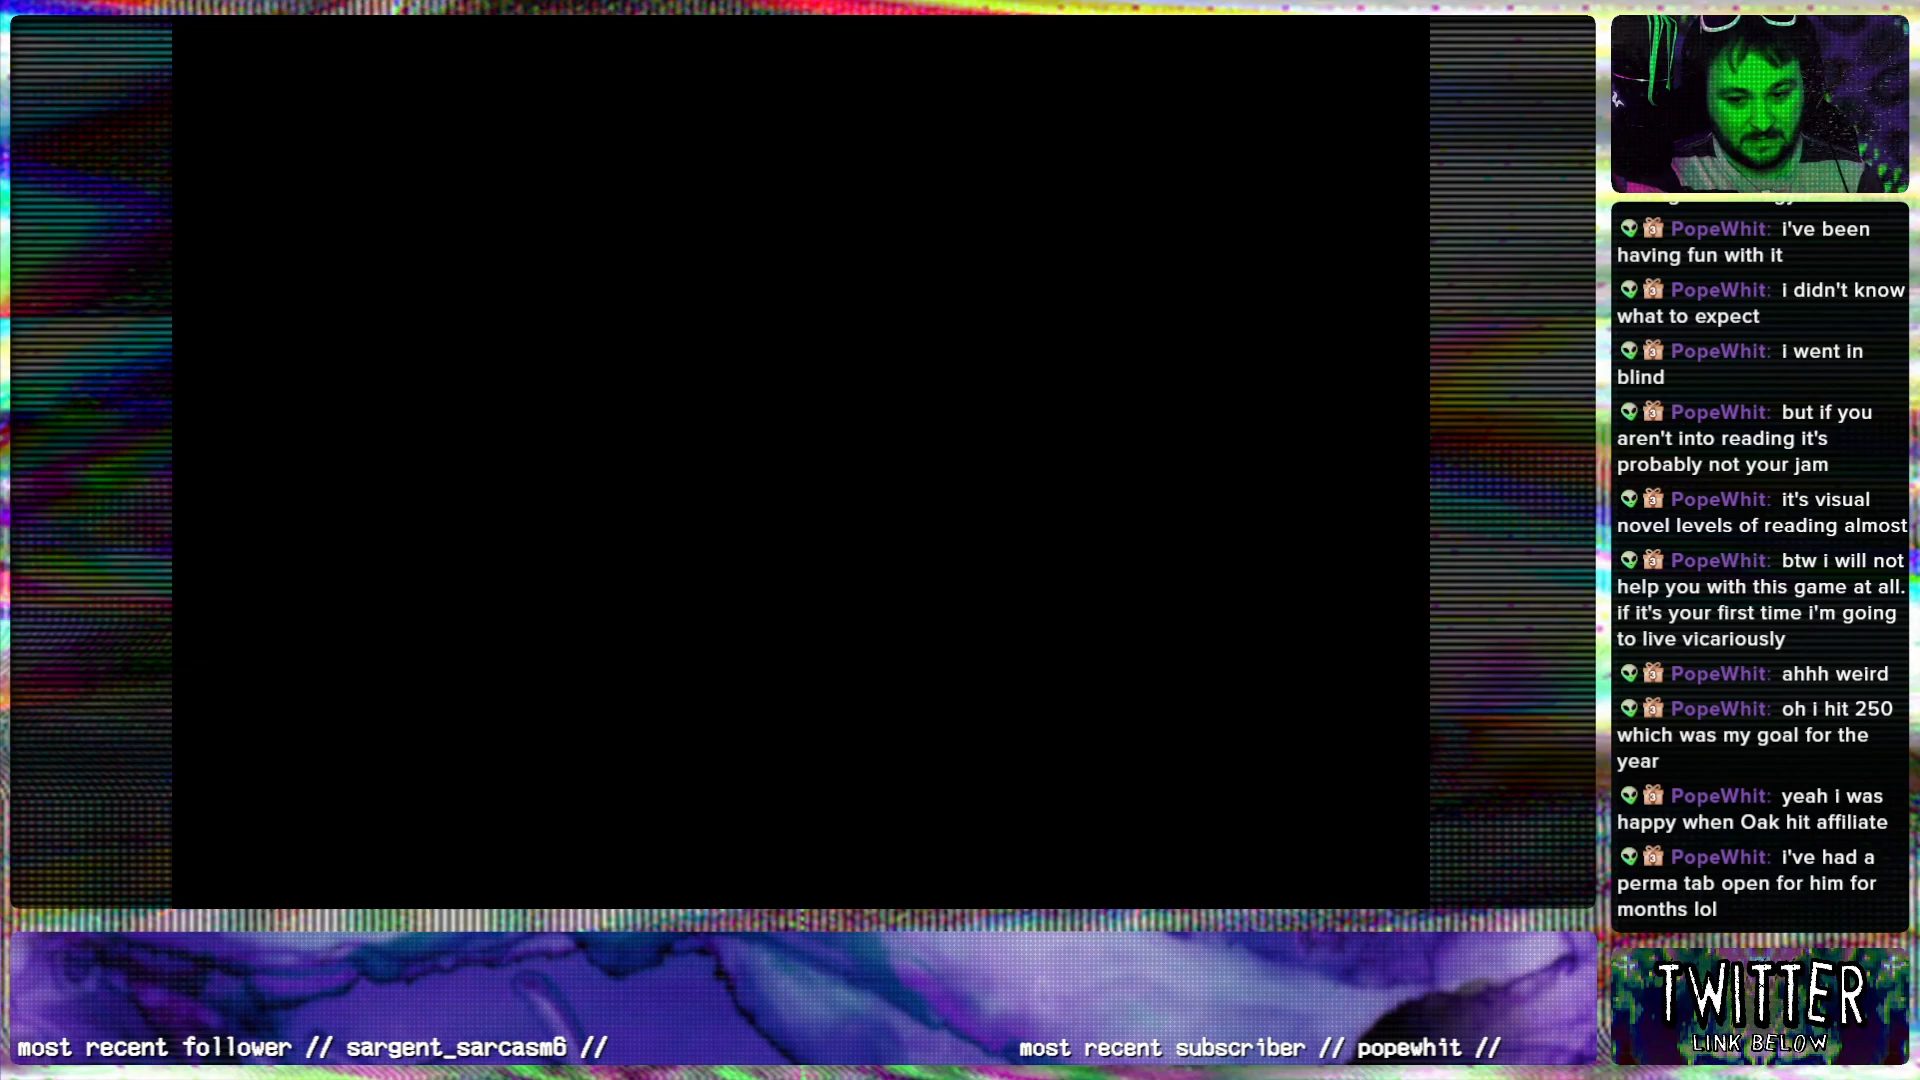 PopeWhit: i've been
having fun with it
PopeWhit: i didn't know
what to expect
PopeWhit: i went in
blind
PopeWhit: but if you
aren't into reading it's
probably not your jam
PopeWhit: it's visual
novel levels of reading almost
PopeWhit: btw i will not
help you with this game at all.
if it's your first time i'm going
to live vicariously
PopeWhit: ahhh weird
PopeWhit: oh i hit 250
which was my goal for the
year
PopeWhit: yeah i was
happy when Oak hit affiliate
PopeWhit: i've had a
perma tab open for him for
months lol
TWITTER
LINK BELOW
most recent follower // sargent_sarcasm6 //
most recent subscriber // popewhit //